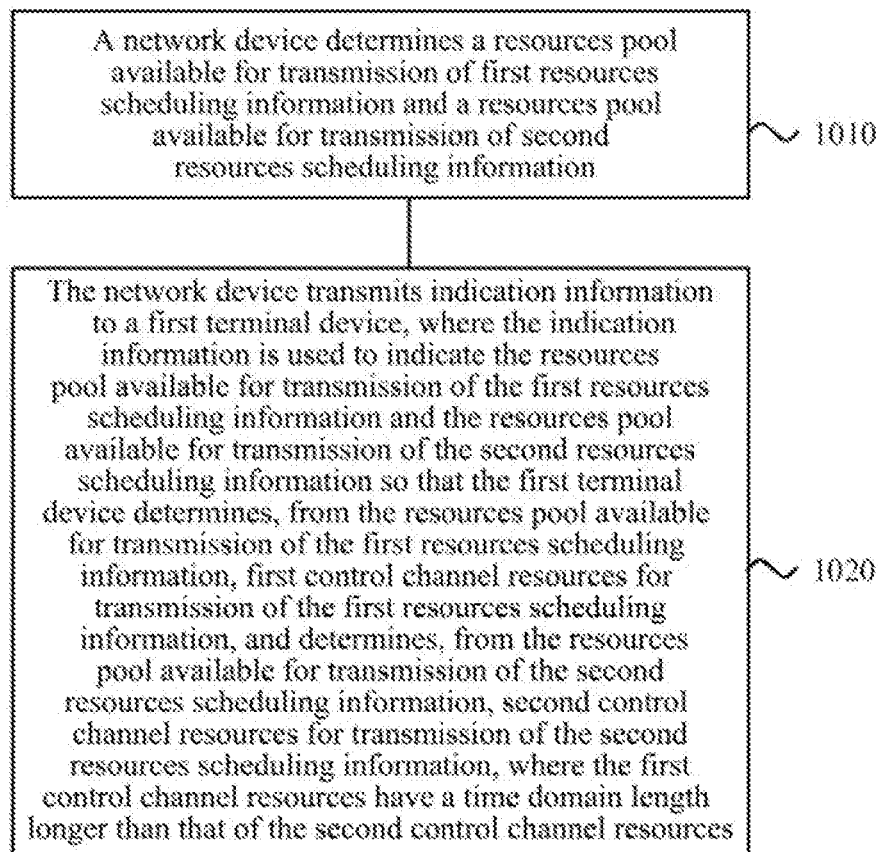 A network device determines a resources pool
available for transmission of first resources
scheduling information and a resources pool
available for transmission of second
resources scheduling information
1010
The network device transmits indication information
to a first terminal device, where the indication
information is used to indicate the resources
pool available for transmission of the first resources
scheduling information and the resources pool
available for transmission of the second resources
scheduling information so that the first terminal
device determines, from the resources pool available
for transmission of the first resources scheduling
information, first control channel resources for
transmission of the first resources scheduling
information, and determines, from the resources
pool available for transmission of the second
resources scheduling information, second control
channel resources for transmission of the second
resources scheduling information, where the first
control channel resources have a time domain length
longer than that of the second control channel resources
1020